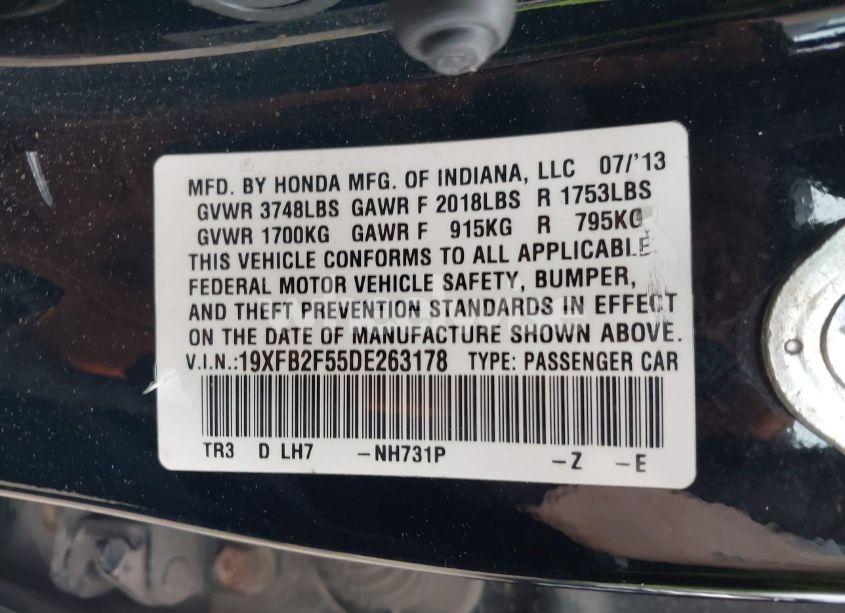 MFD. BY HONDA MFG. OF INDIANA, LLC 07/'13
GVWR 3748LBS GAWR F 2018LBS R 1753LBS
GVWR 1700KG GAWR F 915KG R 795KG
THIS VEHICLE CONFORMS TO ALL APPLICABLE
FEDERAL MOTOR VEHICLE SAFETY, BUMPER,
AND THEFT PREVENTION STANDARDS IN EFFECT
ON THE DATE OF MANUFACTURE SHOWN ABOVE.
V.I.N.:19XFB2F55DE263178 TYPE: PASSENGER CAR
TR3 D LH7 -NH731P -Z -E